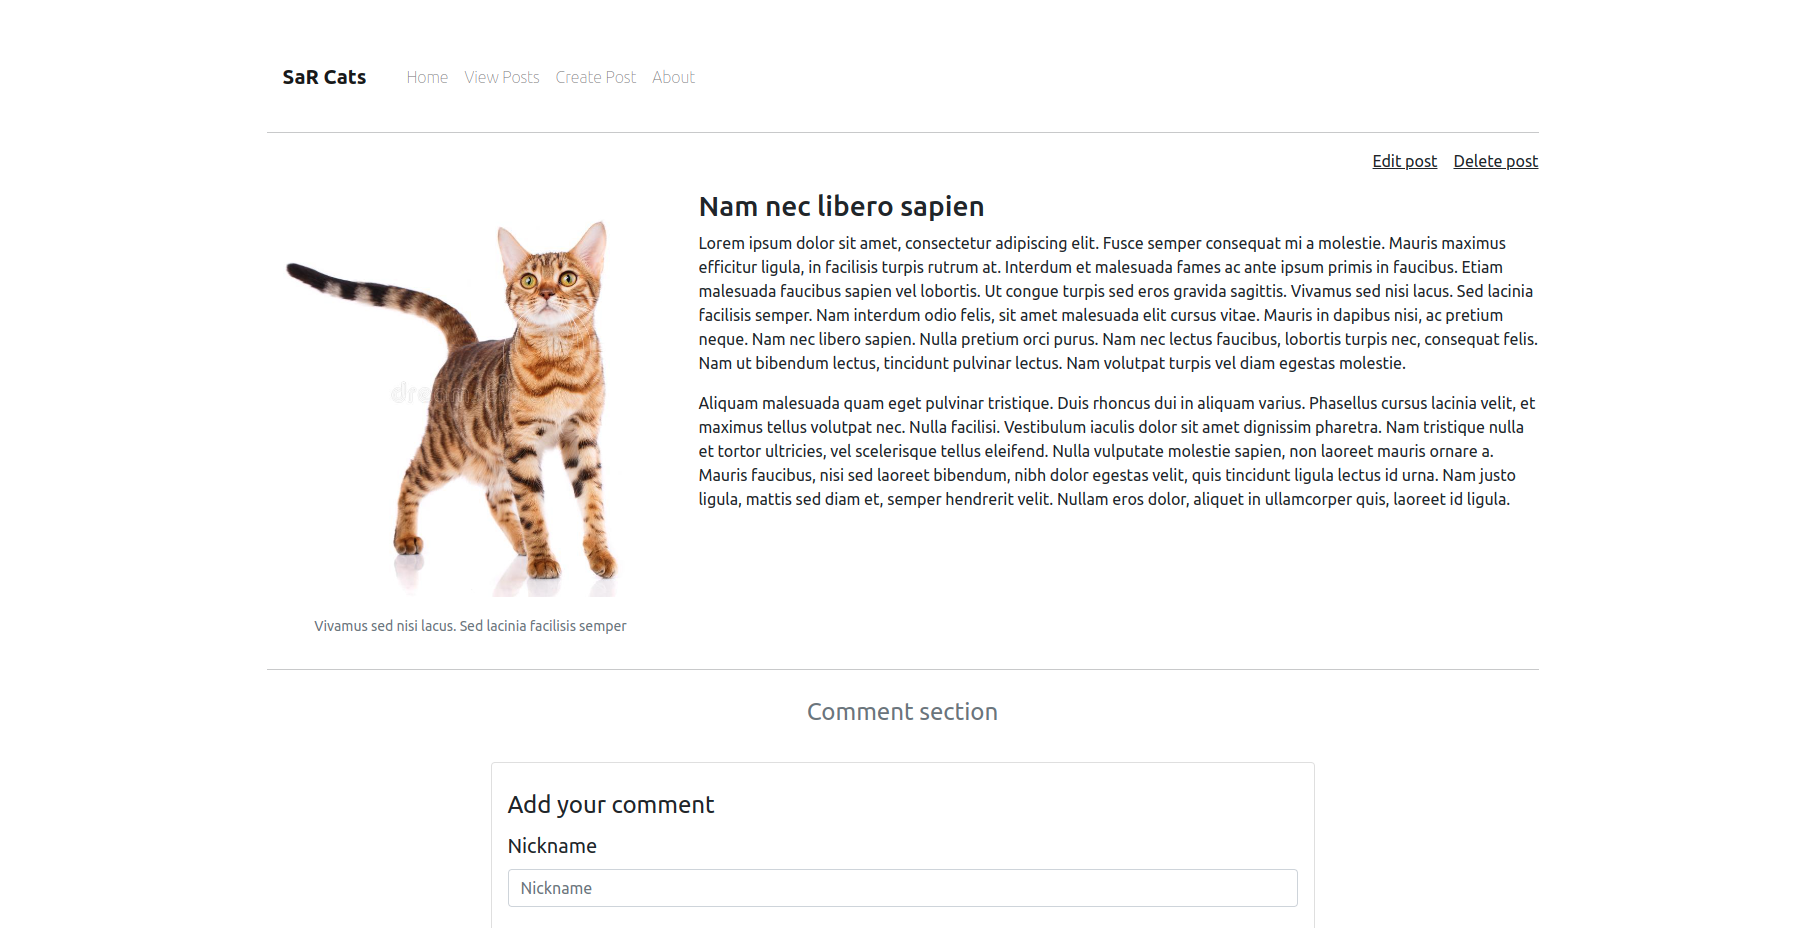 SaR Cats Home View Posts Create Post About
Edit post Delete post
Nam nec libero sapien
Lorem ipsum dolor sit amet, consectetur adipiscing elit. Fusce semper consequat mi a molestie. Mauris maximus
efficitur ligula, in facilisis turpis rutrum at. Interdum et malesuada fames ac ante ipsum primis in faucibus. Etiam
malesuada faucibus sapien vel lobortis. Ut congue turpis sed eros gravida sagittis. Vivamus sed nisi lacus. Sed lacinia
facilisis semper. Nam interdum odio felis, sit amet malesuada elit cursus vitae. Mauris in dapibus nisi, ac pretium
neque. Nam nec libero sapien. Nulla pretium orci purus. Nam nec lectus faucibus, lobortis turpis nec, consequat felis.
Nam ut bibendum lectus, tincidunt pulvinar lectus. Nam volutpat turpis vel diam egestas molestie.
Aliquam malesuada quam eget pulvinar tristique. Duis rhoncus dui in aliquam varius. Phasellus cursus lacinia velit, et
maximus tellus volutpat nec. Nulla facilisi. Vestibulum iaculis dolor sit amet dignissim pharetra. Nam tristique nulla
et tortor ultricies, vel scelerisque tellus eleifend. Nulla vulputate molestie sapien, non laoreet mauris ornare a.
Mauris faucibus, nisi sed laoreet bibendum, nibh dolor egestas velit, quis tincidunt ligula lectus id urna. Nam justo
ligula, mattis sed diam et, semper hendrerit velit. Nullam eros dolor, aliquet in ullamcorper quis, laoreet id ligula.
Vivamus sed nisi lacus. Sed lacinia facilisis semper
Comment section
Add your comment
Nickname
Nickname